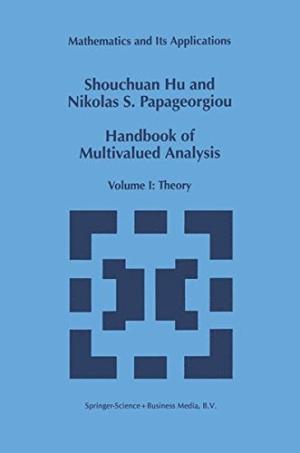 Mathematics and Its Applications
Shouchuan Hu and
Nikolas S. Papageorgiou
Handbook of
Multivalued Analysis
Volume I: Theory
Springer-Science+Business Media, B.V.